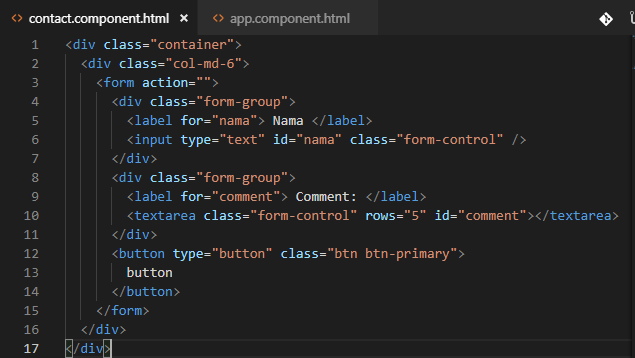 contact.component.html × app.component.html
1 <div class="container">
2   <div class="col-md-6">
3     <form action="">
4       <div class="form-group">
5         <label for="nama"> Nama </label>
6         <input type="text" id="nama" class="form-control" />
7       </div>
8       <div class="form-group">
9         <label for="comment"> Comment: </label>
10         <textarea class="form-control" rows="5" id="comment"></textarea>
11       </div>
12       <button type="button" class="btn btn-primary">
13         button
14       </button>
15     </form>
16   </div>
17 </div>